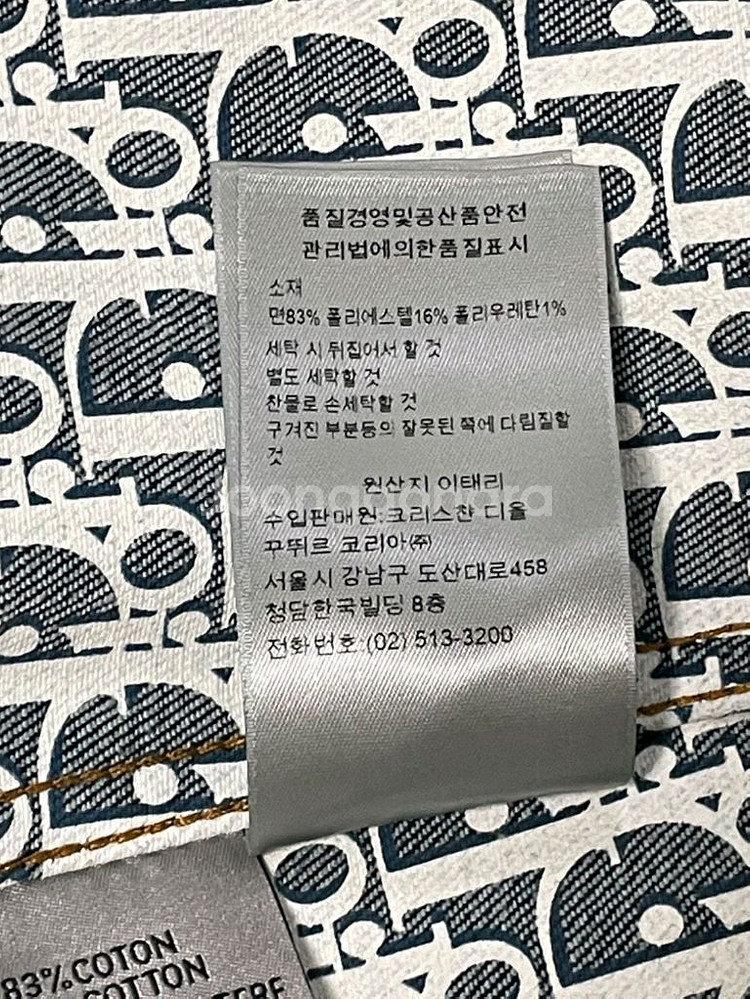 품질경영및공산품안전
관리법에의한품질표시
소재
면83% 폴리에스텔16% 폴리우레탄1%
세탁 시 뒤집어서 할 것
별도 세탁할 것
찬물로 손세탁할 것
구겨진 부분등의 잘못된 쪽에 다림질할
것
원산지 이태리
수입판매원:크리스챤 디올
꾸뛰르 코리아㈜
서울시 강남구 도산대로458
청담한국빌딩 8층
전화번호:(02) 513-3200
83%.COTON
COTTON